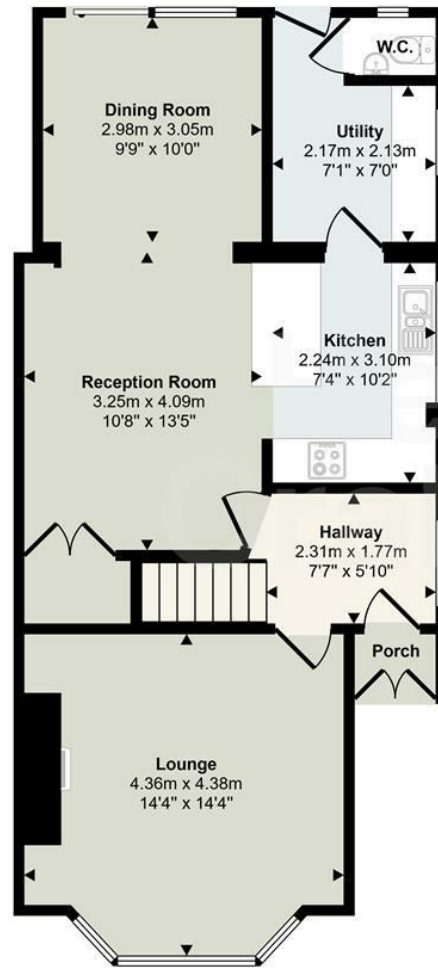 W.C.
Dining Room
2.98m x 3.05m
9'9" x 10'0"
Utility
2.17m x 2.13m
7'1" x 7'0"
Kitchen
2.24m x 3.10m
7'4" x 10'2"
Reception Room
3.25m x 4.09m
10'8" x 13'5"
Hallway
2.31m x 1.77m
7'7" x 5'10"
Porch
Lounge
4.36m x 4.38m
14'4" x 14'4"